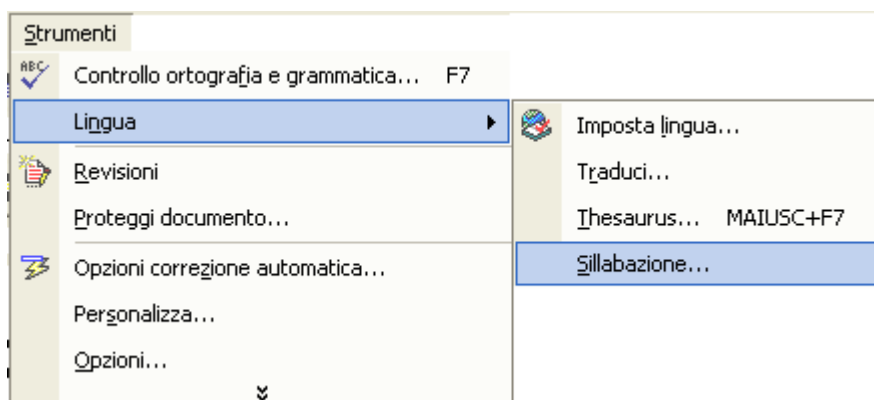 Strumenti
ABC
Controllo ortografia e grammatica... F7
Lingua
Imposta lingua...
Revisioni
Traduci...
Proteggi documento...
Thesaurus... MAIUSC+F7
Opzioni correzione automatica...
Sillabazione...
Personalizza...
Opzioni...